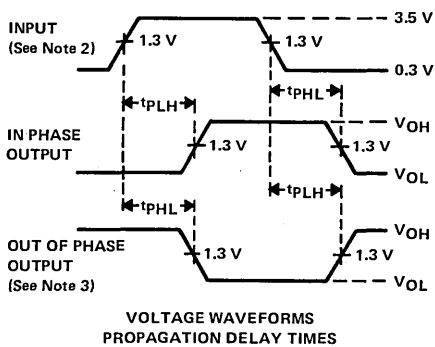 INPUT
(See Note 2)
1.3 V
1.3 V
3.5 V
0.3 V
tPLH
tPHL
IN PHASE
OUTPUT
1.3 V
1.3 V
VOH
VOL
tPHL
tPLH
OUT OF PHASE
OUTPUT
(See Note 3)
1.3 V
1.3 V
VOH
VOL
VOLTAGE WAVEFORMS
PROPAGATION DELAY TIMES